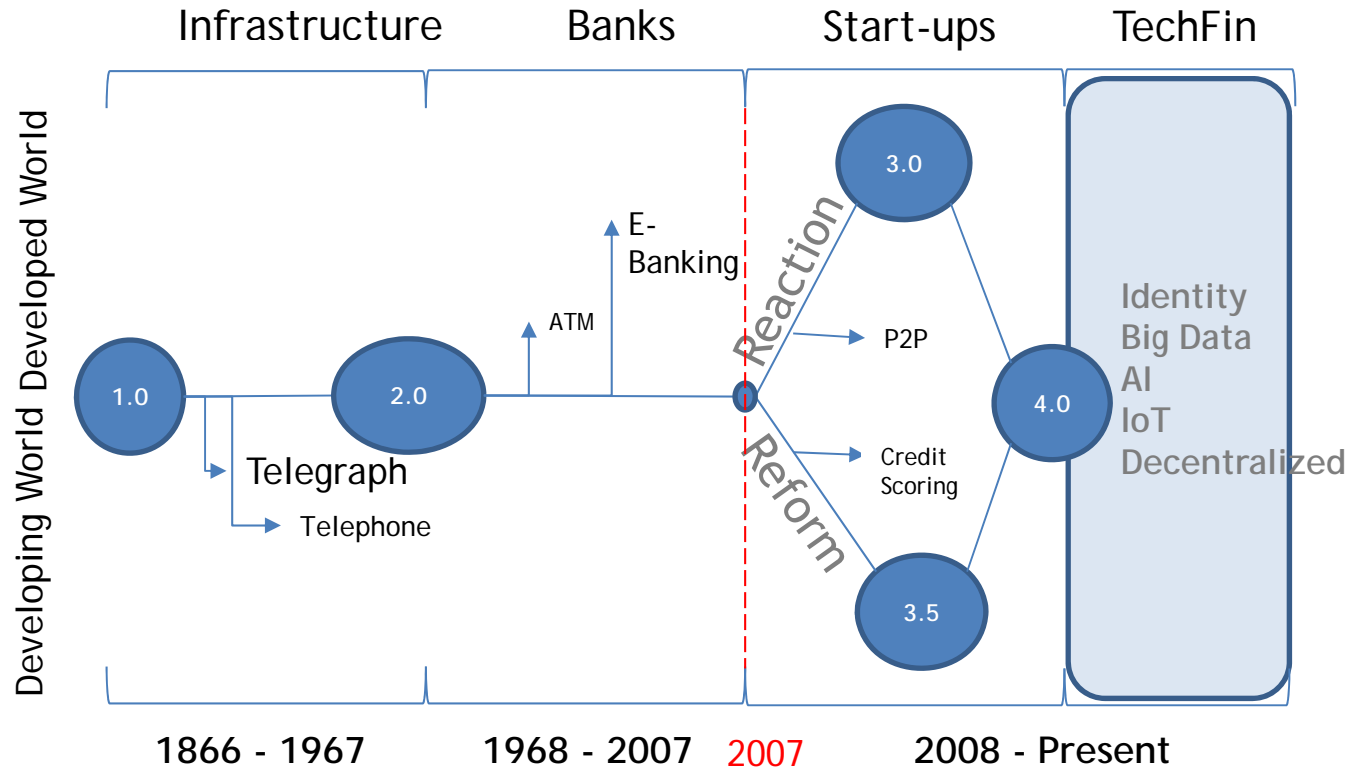 Infrastructure
Banks
Start-ups
TechFin
Developing World Developed World
3.0
Reaction
E-
Banking
ATM
P2P
1.0
2.0
4.0
Identity
Big Data
AI
IoT
Decentralized
Telegraph
Telephone
Reform
Credit
Scoring
3.5
1866 - 1967
1968 - 2007
2007
2008 - Present